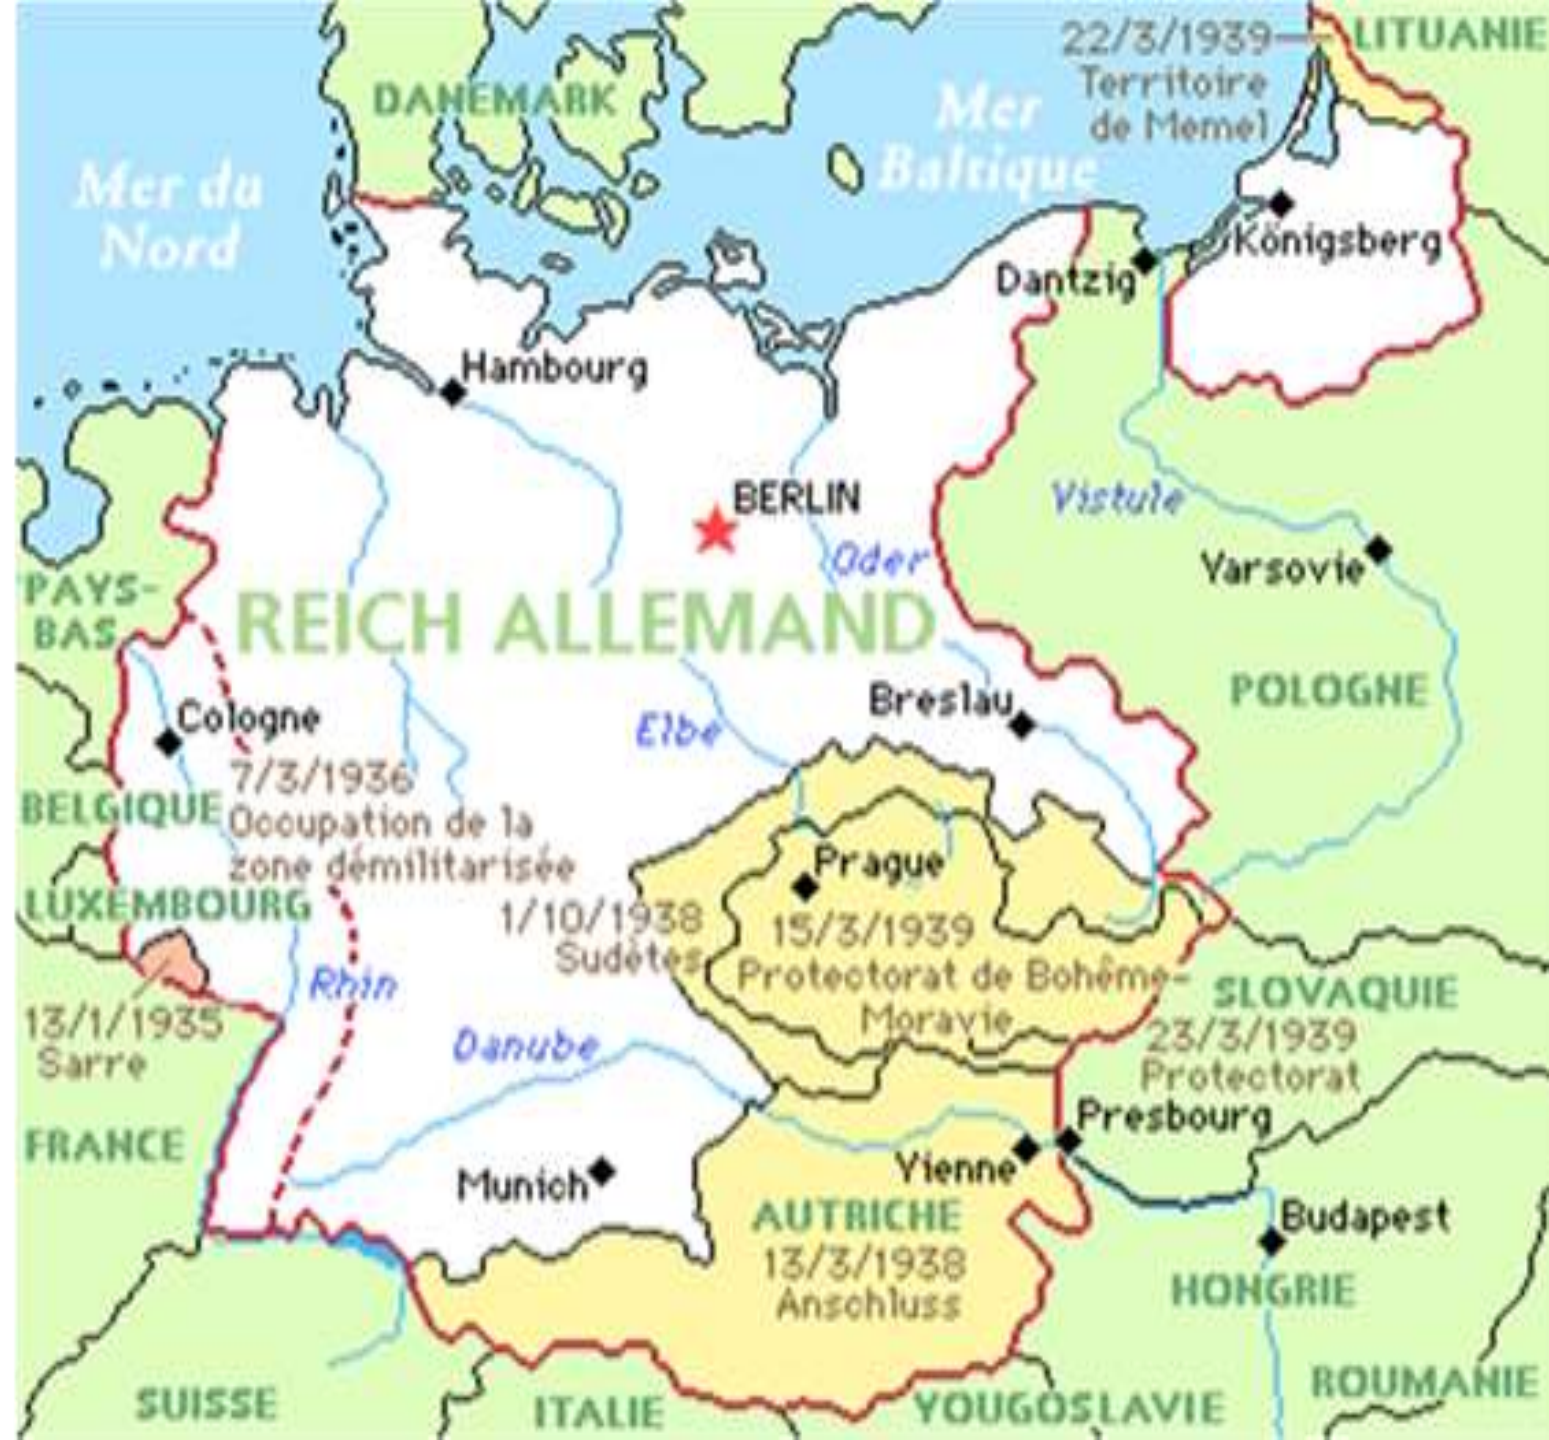 22/3/1939
Territoire
de Memel
LITUANIE
DANEMARK
Mer
Baltique
Mer du
Nord
Königsberg
Dantzig
Hambourg
BERLIN
Vistule
Oder
Varsovie
PAYS-
BAS
REICH ALLEMAND
POLOGNE
Breslau
Cologne
Elbe
7/3/1936
Occupation de la
zone démilitarisée
BELGIQUE
Prague
LUXEMBOURG
1/10/1938
Sudètes
15/3/1939
Protectorat de Bohême-
Moravie
Rhin
SLOVAQUIE
23/3/1939
Protectorat
13/1/1935
Sarre
Danube
Presbourg
FRANCE
Vienne
Munich
AUTRICHE
13/3/1938
Anschluss
Budapest
HONGRIE
SUISSE
ITALIE
YOUGOSLAVIE
ROUMANIE